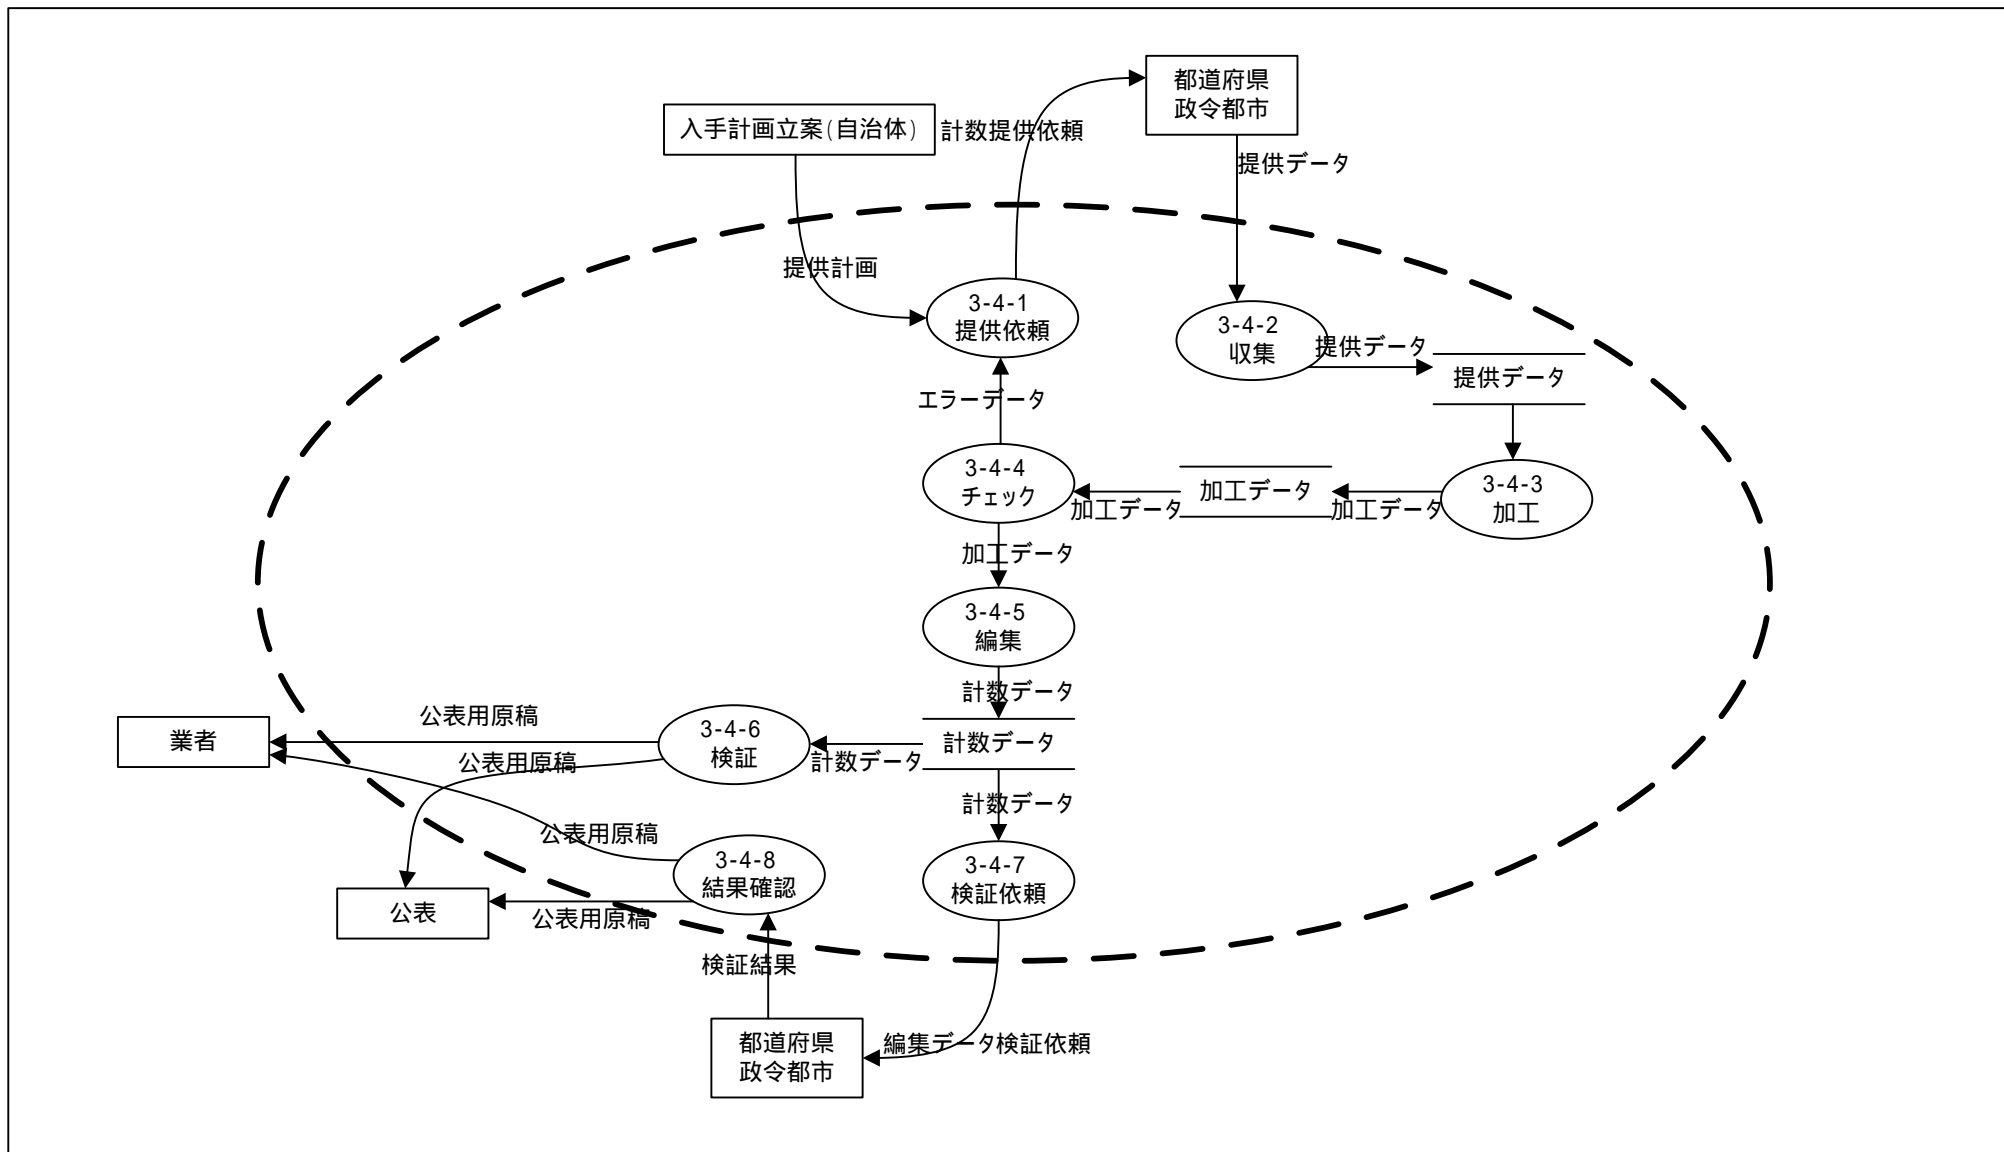 都道府県
政令都市
入手計画立案(自治体)
計数提供依頼
提供データ
提供計画
3-4-1
提供依頼
3-4-2
収集
提供データ
提供データ
エラーデータ
3-4-4
チェック
加工データ
加工データ
加工データ
3-4-3
加工
加工データ
3-4-5
編集
計数データ
公表用原稿
業者
3-4-6
検証
計数データ
計数データ
公表用原稿
計数データ
公表用原稿
3-4-8
結果確認
3-4-7
検証依頼
公表
公表用原稿
検証結果
都道府県
政令都市
編集データ検証依頼